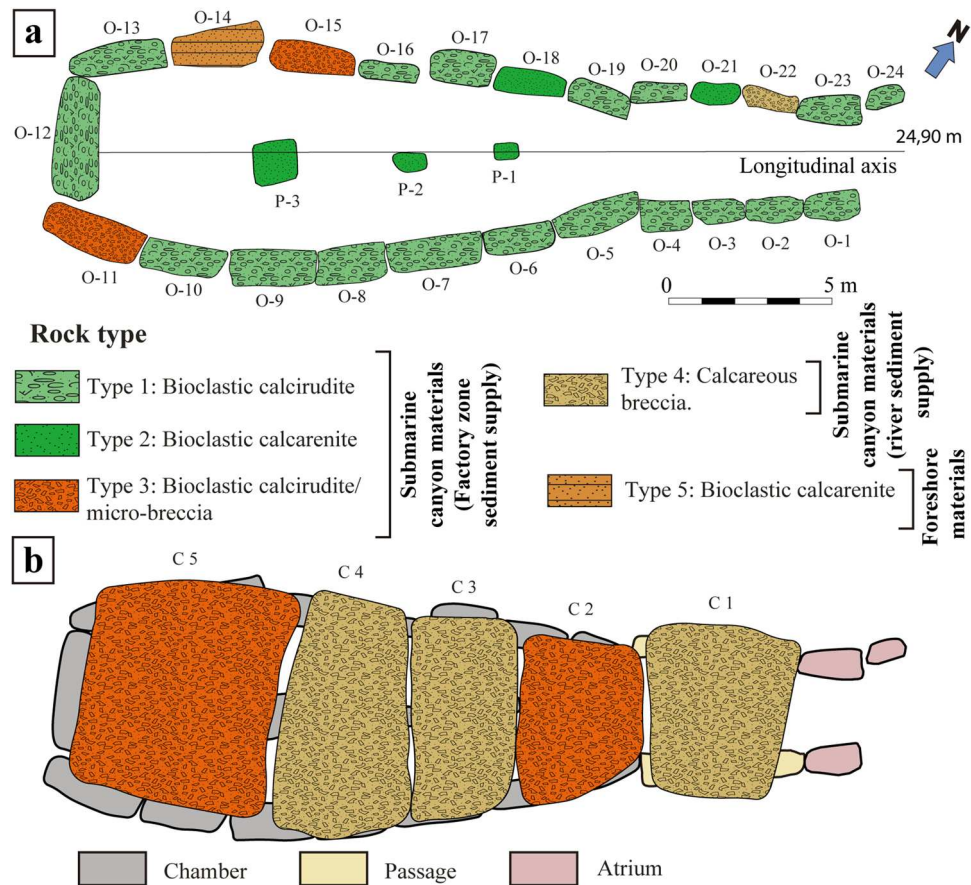 a
O-13
O-14
O-15
O-16
O-17
O-18
O-19
O-20
O-21
O-22
O-23
O-24
N
O-12
24,90 m
Longitudinal axis
P-3
P-2
P-1
O-11
O-10
O-9
O-8
O-7
O-6
O-5
O-4
O-3
O-2
O-1
0
5 m
Rock type
Type 1: Bioclastic calcirudite
Type 2: Bioclastic calcarenite
Type 3: Bioclastic calcirudite/
micro-breccia
Submarine
canyon materials
(Factory zone
sediment supply)
Type 4: Calcareous
breccia.
Submarine
canyon materials
(river sediment
supply)
Type 5: Bioclastic calcarenite
Foreshore
materials
b
C 5
C 4
C 3
C 2
C 1
Chamber
Passage
Atrium